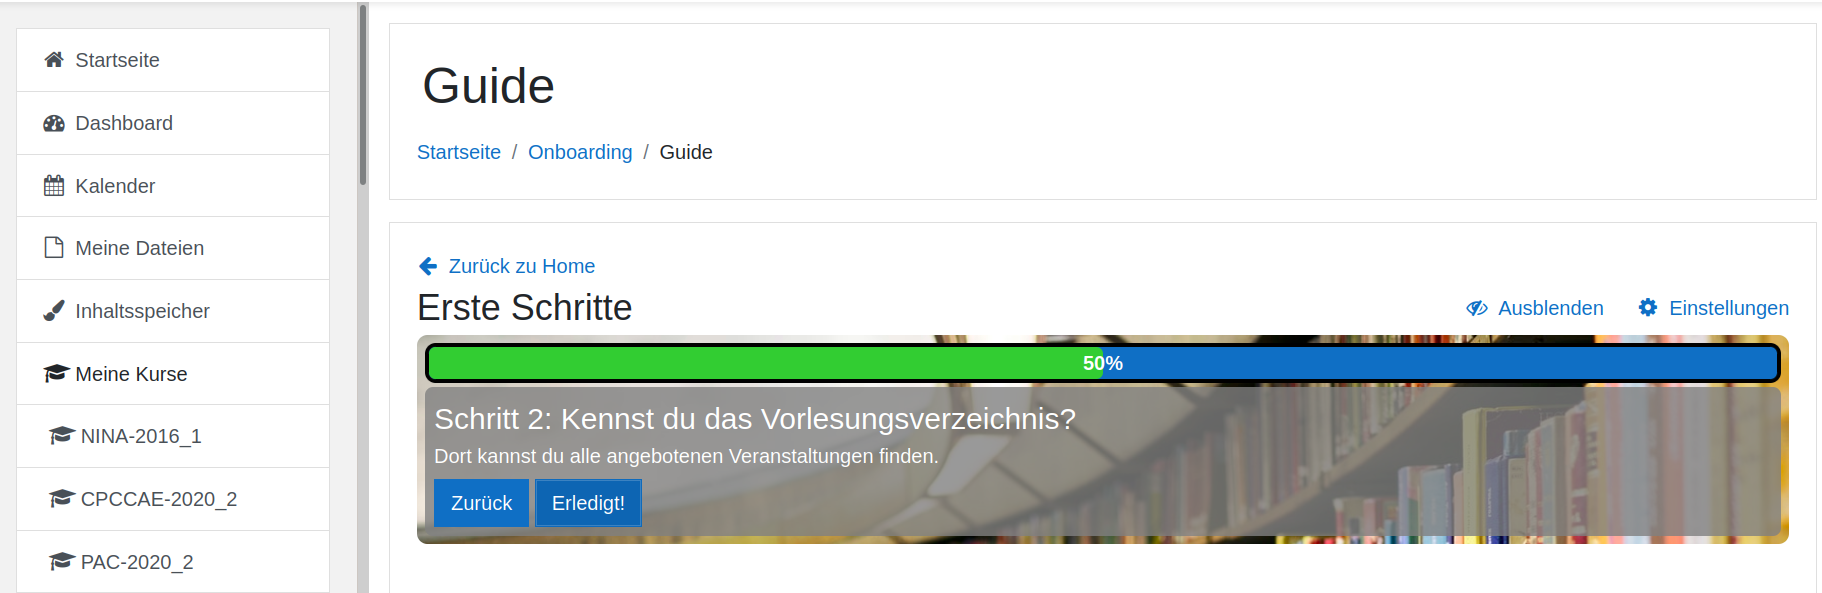 Startseite
Dashboard
Kalender
Meine Dateien
Inhaltsspeicher
Meine Kurse
NINA-2016_1
CPCCAE-2020_2
PAC-2020_2
Guide
Startseite / Onboarding / Guide
Zurück zu Home
Erste Schritte
Ausblenden Einstellungen
50%
Schritt 2: Kennst du das Vorlesungsverzeichnis?
Dort kannst du alle angebotenen Veranstaltungen finden.
Zurück Erledigt!